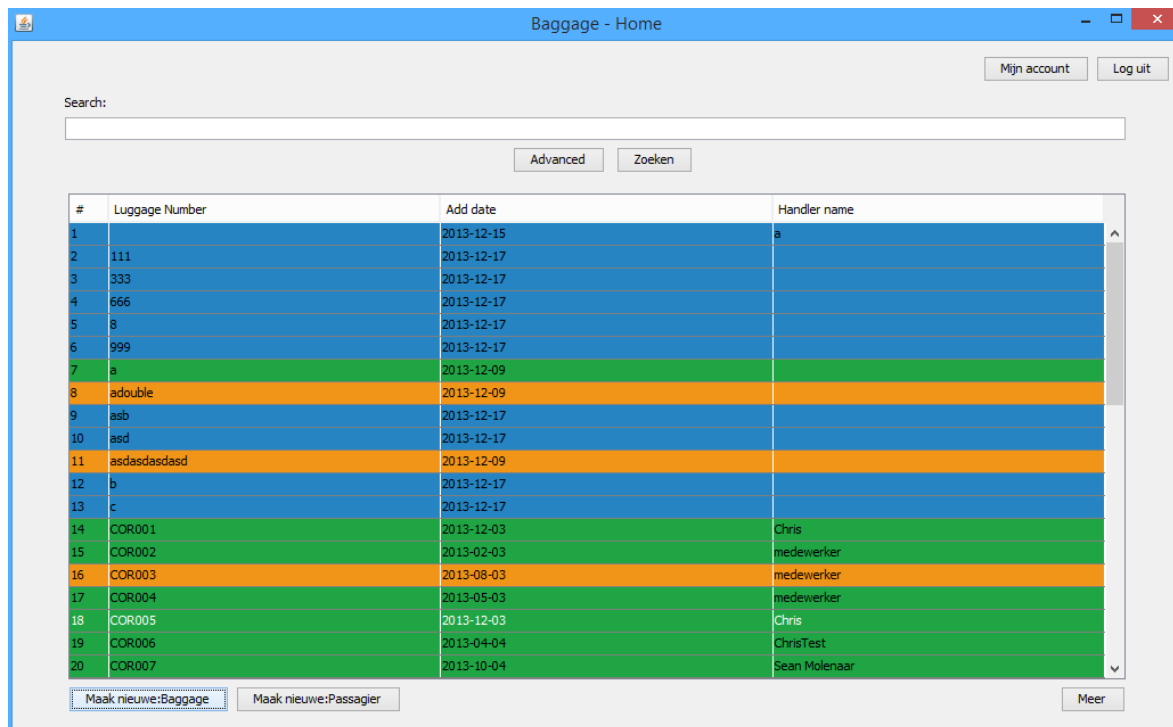 Baggage - Home
Mijn account Log uit
Search:
Advanced Zoeken
# Luggage Number Add date Handler name
1 2013-12-15 a
2 111 2013-12-17
3 333 2013-12-17
4 666 2013-12-17
5 8 2013-12-17
6 999 2013-12-17
7 a 2013-12-09
8 adouble 2013-12-09
9 asb 2013-12-17
10 asd 2013-12-17
11 asdasdasdasd 2013-12-09
12 b 2013-12-17
13 c 2013-12-17
14 COR001 2013-12-03 Chris
15 COR002 2013-02-03 medewerker
16 COR003 2013-08-03 medewerker
17 COR004 2013-05-03 medewerker
18 COR005 2013-12-03 Chris
19 COR006 2013-04-04 ChrisTest
20 COR007 2013-10-04 Sean Molenaar
Maak nieuwe:Baggage Maak nieuwe:Passagier Meer